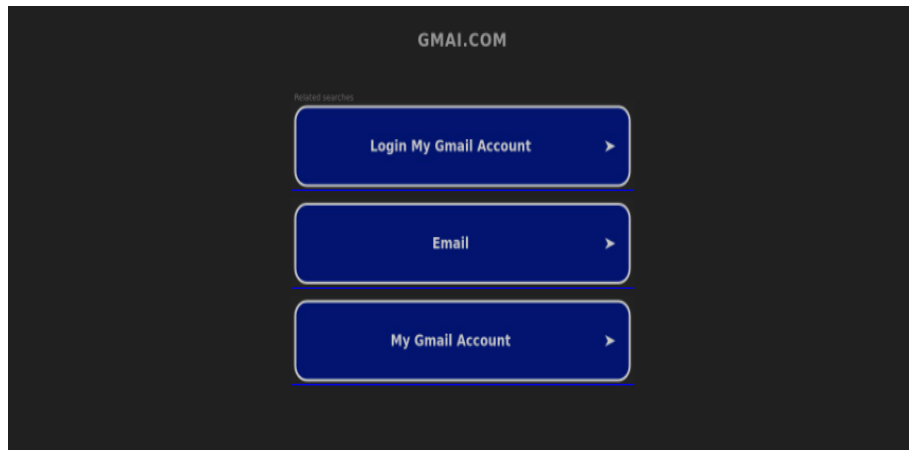 GMAI.COM
Related searches
Login My Gmail Account
Email
My Gmail Account